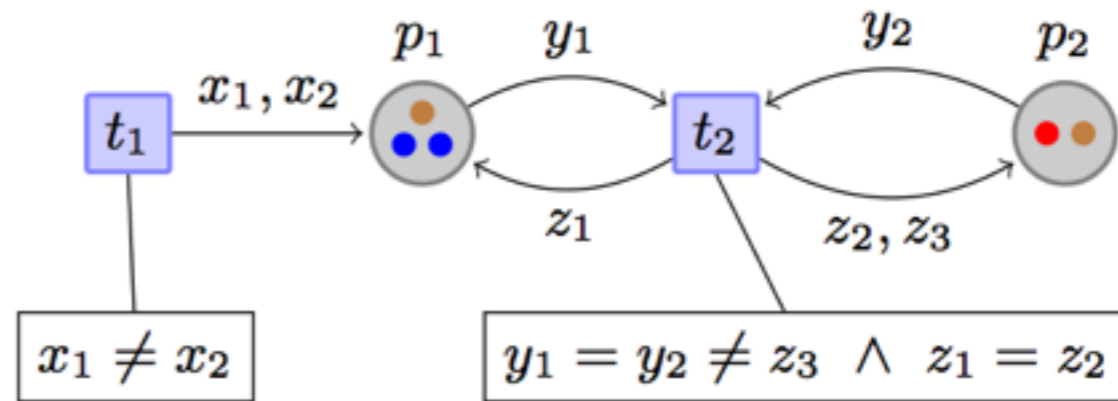 p₁ y₁ y₂ p₂
x₁, x₂
t₁ t₂
z₁ z₂, z₃
x₁ ≠ x₂ y₁ = y₂ ≠ z₃ ∧ z₁ = z₂